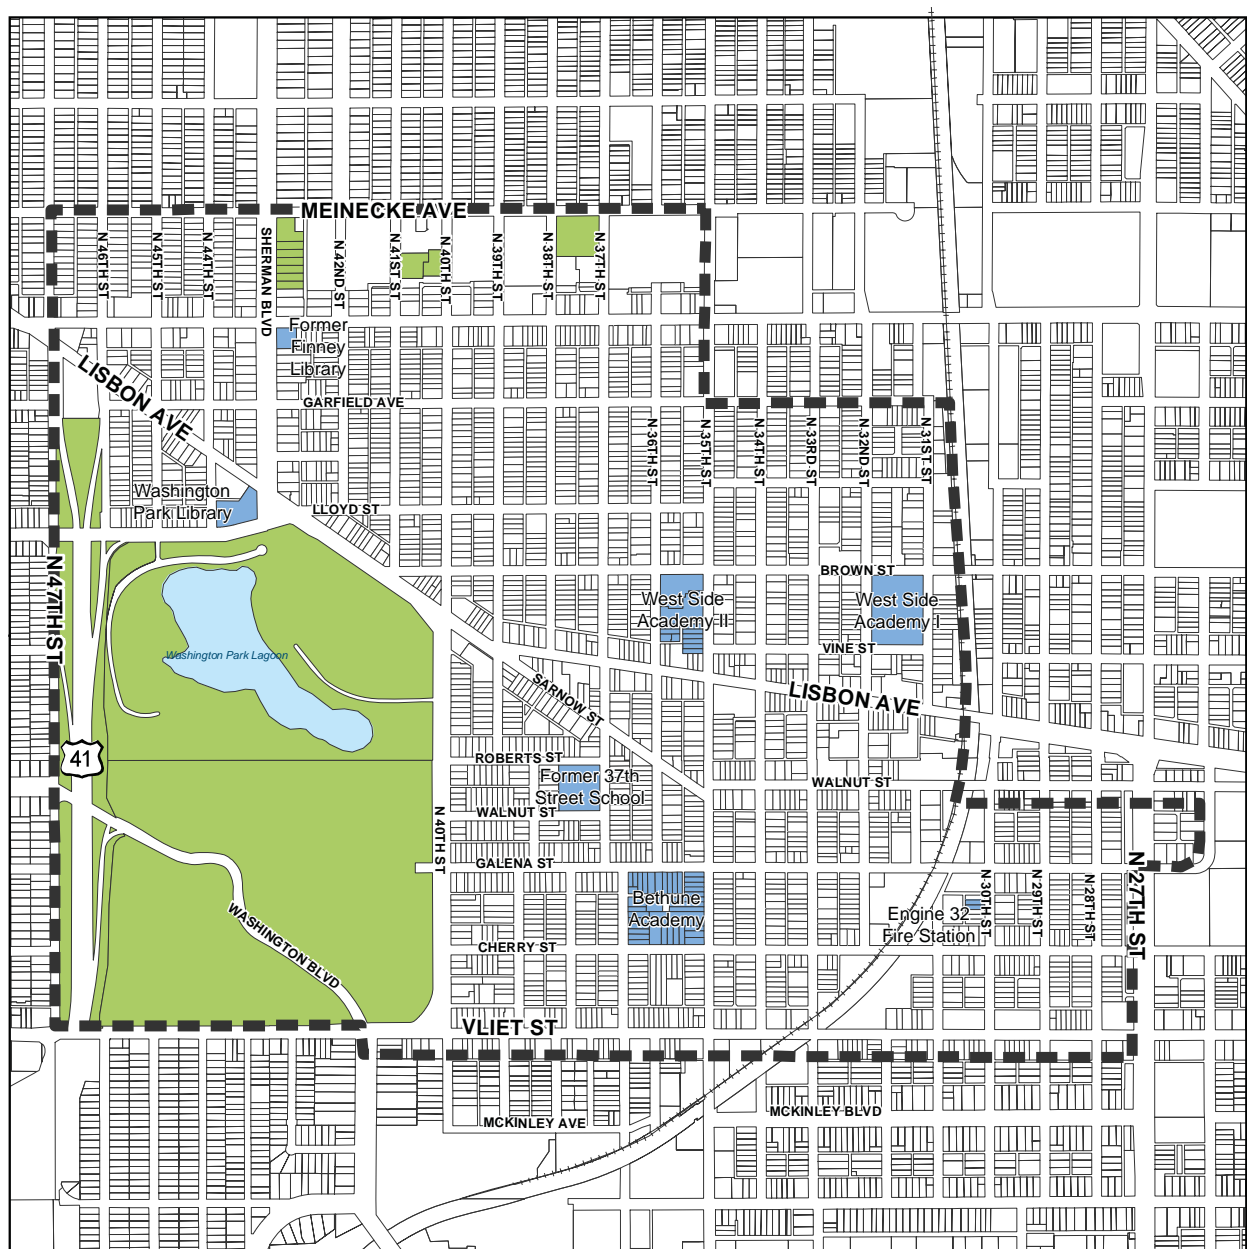 MEINECKE AVE
N 46TH ST
N 45TH ST
N 44TH ST
SHERMAN BLVD
N 42ND ST
N 41ST ST
N 40TH ST
N 39TH ST
N 38TH ST
N 37TH ST
Former
Finney
Library
LISBON AVE
GARFIELD AVE
N 36TH ST
N 35TH ST
N 34TH ST
N 33RD ST
N 32ND ST
N 31ST ST
Washington
Park Library
LLOYD ST
N 47TH ST
BROWN ST
West Side
Academy II
West Side
Academy I
VINE ST
Washington Park Lagoon
SARNOW ST
LISBON AVE
41
ROBERTS ST
Former 37th
Street School
WALNUT ST
WALNUT ST
N 40TH ST
GALENA ST
Bethune
Academy
Engine 32
Fire Station
N 30TH ST
N 29TH ST
N 28TH ST
N 27TH ST
WASHINGTON BLVD
CHERRY ST
VLIET ST
MCKINLEY AVE
MCKINLEY BLVD